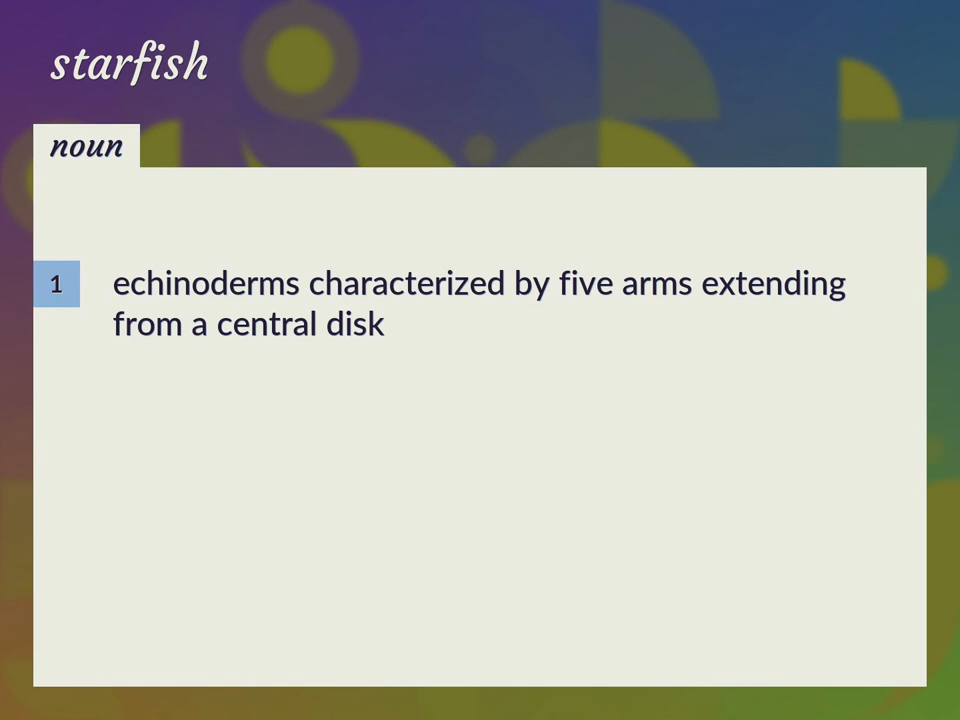 starfish
noun
1
echinoderms characterized by five arms extending
from a central disk